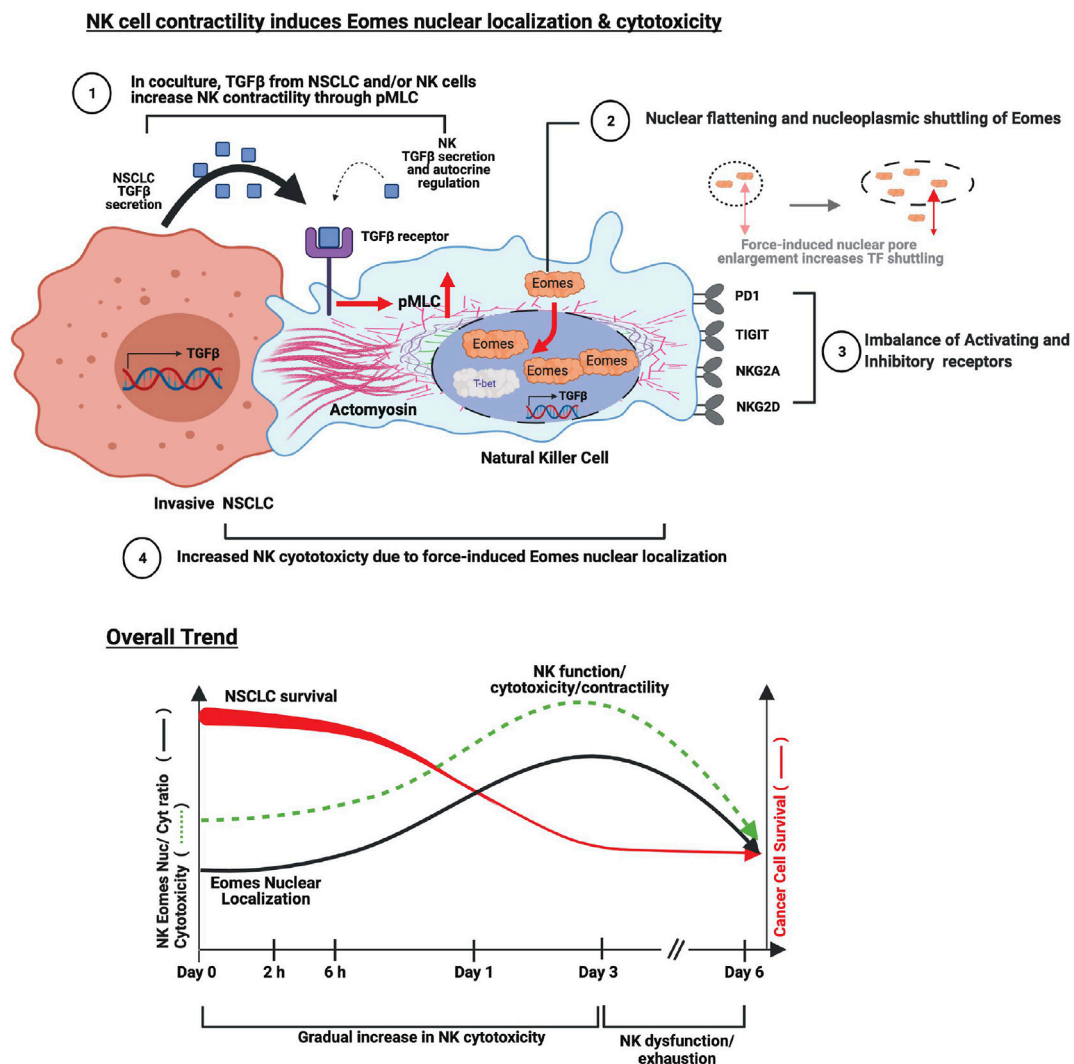 NK cell contractility induces Eomes nuclear localization & cytotoxicity
1
In coculture, TGFβ from NSCLC and/or NK cells
increase NK contractility through pMLC
2
Nuclear flattening and nucleoplasmic shuttling of Eomes
NSCLC
TGFβ
secretion
NK
TGFβ secretion
and autocrine
regulation
TGFβ receptor
Force-induced nuclear pore
enlargement increases TF shuttling
pMLC
Eomes
Eomes
Eomes
Eomes
T-bet
TGFβ
TGFβ
Actomyosin
PD1
TIGIT
NKG2A
NKG2D
3
Imbalance of Activating and
Inhibitory receptors
Natural Killer Cell
Invasive NSCLC
4
Increased NK cyototoxicty due to force-induced Eomes nuclear localization
Overall Trend
NK Eomes Nuc/ Cyt ratio ( )
Cytotoxicity ( )
NSCLC survival
NK function/
cytotoxicity/contractility
Eomes Nuclear
Localization
Cancer Cell Survival ( )
Day 0
2 h
6 h
Day 1
Day 3
Day 6
Gradual increase in NK cytotoxicity
NK dysfunction/
exhaustion